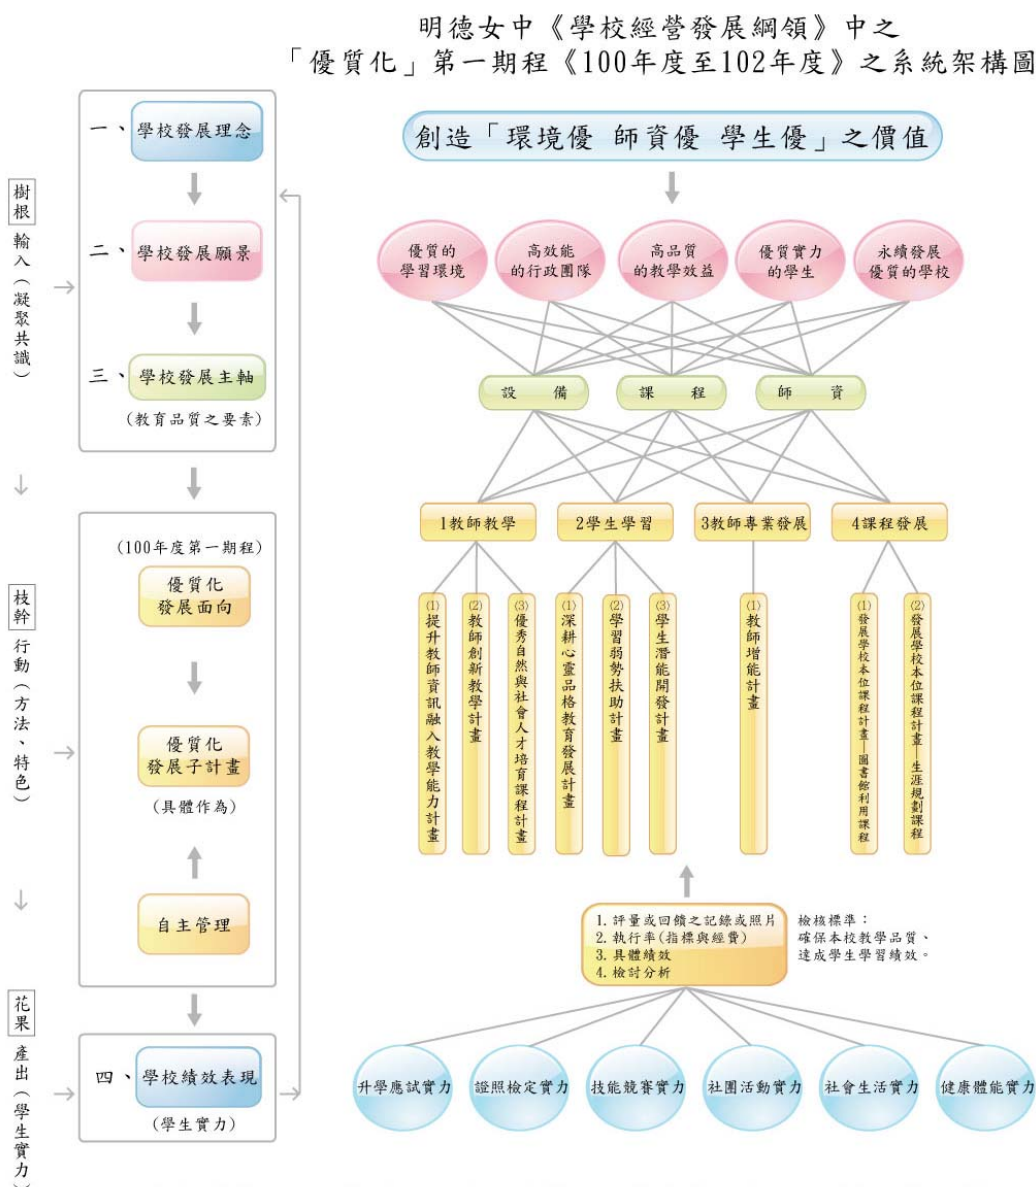 明德女中《學校經營發展綱領》中之
「優質化」第一期程《100年度至102年度》之系統架構圖
樹根
輸入（凝聚共識）
一、學校發展理念
二、學校發展願景
三、學校發展主軸
(教育品質之要素)
枝幹
行動（方法、特色）
(100年度第一期程)
優質化
發展面向
優質化
發展子計畫
(具體作為)
自主管理
花果
產出（學生實力）
四、學校績效表現
(學生實力)
創造「環境優 師資優 學生優」之價值
優質的
學習環境
高效能
的行政團隊
高品質
的教學效益
優質實力
的學生
永續發展
優質的學校
設 備
課 程
師 資
1教師教學
2學生學習
3教師專業發展
4課程發展
(1)提升教師資訊融入教學能力計畫
(2)教師創新教學計畫
(3)優秀自然與社會人才培育課程計畫
(1)深耕心靈品格教育發展計畫
(2)學習弱勢扶助計畫
(3)學生潛能開發計畫
(1)教師增能計畫
(1)發展學校本位課程計畫—圖書館利用課程
(2)發展學校本位課程計畫—生涯規劃課程
1. 評量或回饋之記錄或照片
2. 執行率(指標與經費)
3. 具體績效
4. 檢討分析
檢核標準：
確保本校教學品質、
達成學生學習績效。
升學應試實力
證照檢定實力
技能競賽實力
社團活動實力
社會生活實力
健康體能實力